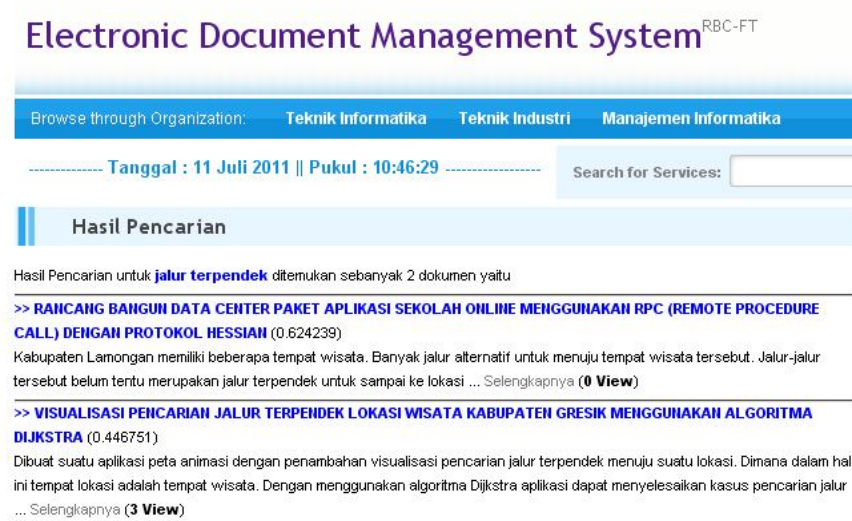 Electronic Document Management System RBC-FT
Browse through Organization: Teknik Informatika Teknik Industri Manajemen Informatika
-------------- Tanggal : 11 Juli 2011 || Pukul : 10:46:29 ------------------ Search for Services:
Hasil Pencarian
Hasil Pencarian untuk jalur terpendek ditemukan sebanyak 2 dokumen yaitu
>> RANCANG BANGUN DATA CENTER PAKET APLIKASI SEKOLAH ONLINE MENGGUNAKAN RPC (REMOTE PROCEDURE
CALL) DENGAN PROTOKOL HESSIAN (0.624239)
Kabupaten Lamongan memiliki beberapa tempat wisata. Banyak jalur alternatif untuk menuju tempat wisata tersebut. Jalur-jalur
tersebut belum tentu merupakan jalur terpendek untuk sampai ke lokasi ... Selengkapnya (0 View)
>> VISUALISASI PENCARIAN JALUR TERPENDEK LOKASI WISATA KABUPATEN GRESIK MENGGUNAKAN ALGORITMA
DIJKSTRA (0.446751)
Dibuat suatu aplikasi peta animasi dengan penambahan visualisasi pencarian jalur terpendek menuju suatu lokasi. Dimana dalam hal
ini tempat lokasi adalah tempat wisata. Dengan menggunakan algoritma Dijkstra aplikasi dapat menyelesaikan kasus pencarian jalur
... Selengkapnya (3 View)